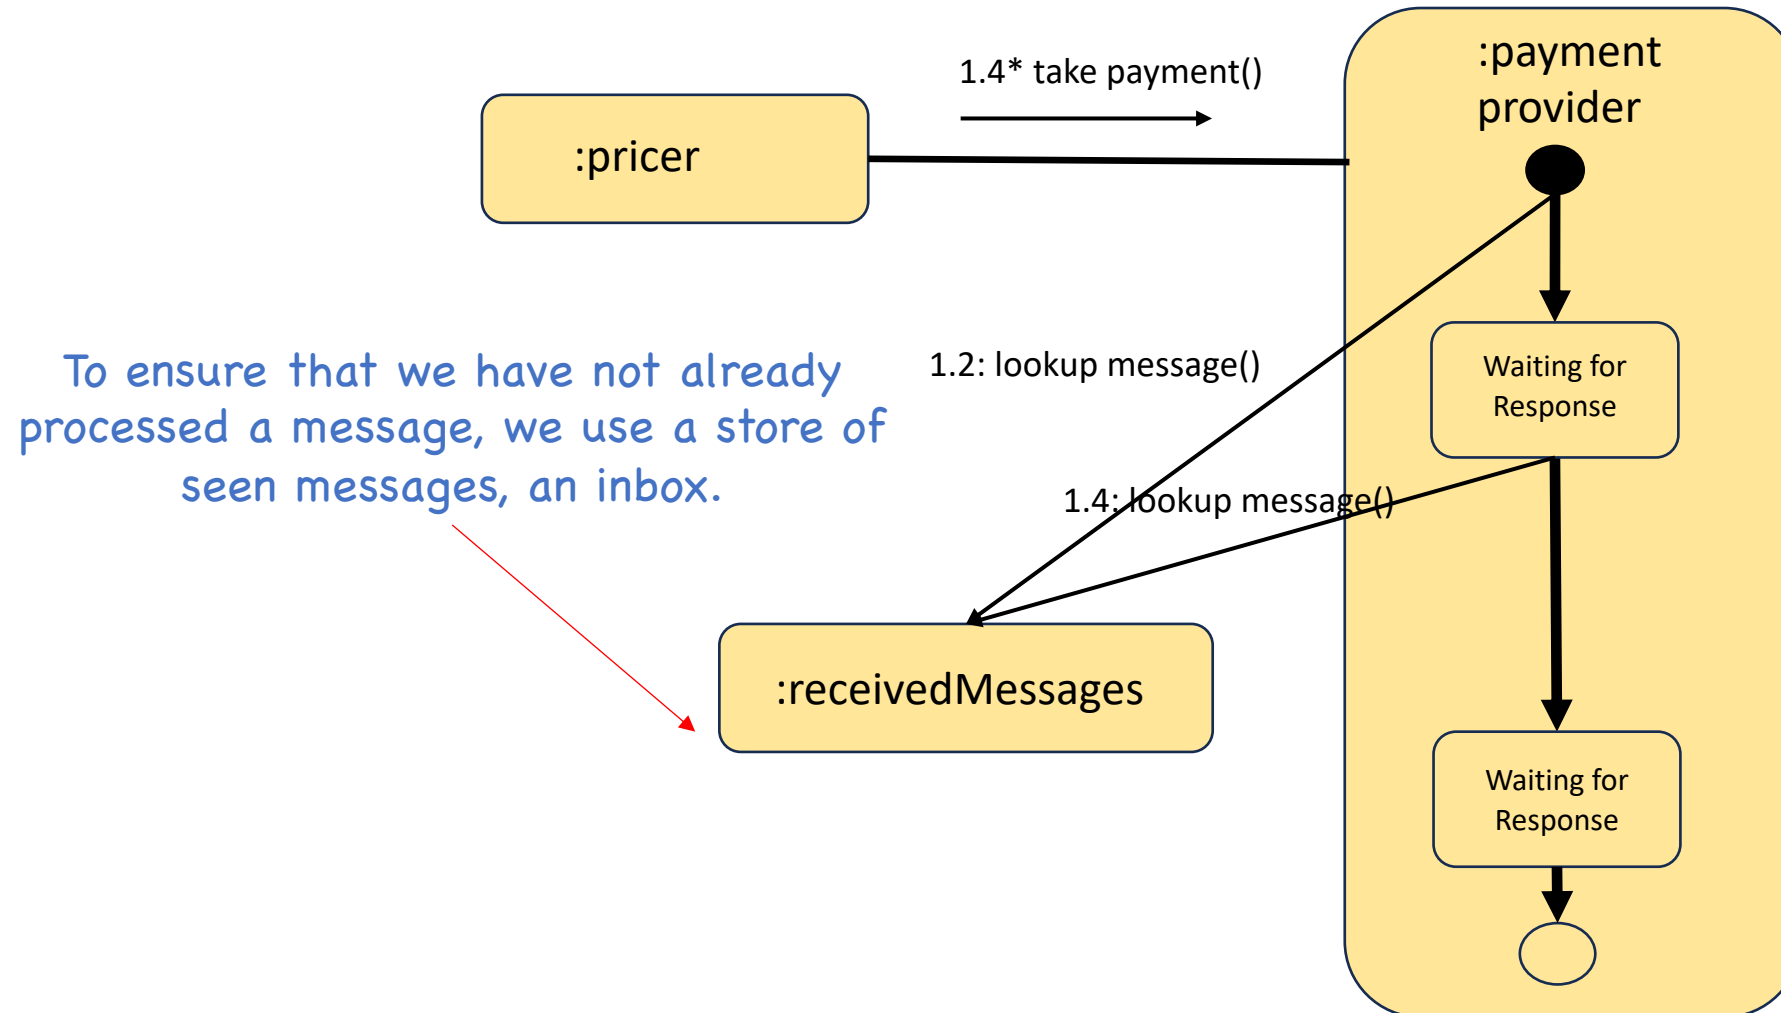 :payment
provider
1.4* take payment()
:pricer
To ensure that we have not already
processed a message, we use a store of
seen messages, an inbox.
1.2: lookup message()
Waiting for
Response
1.4: lookup message()
:receivedMessages
Waiting for
Response